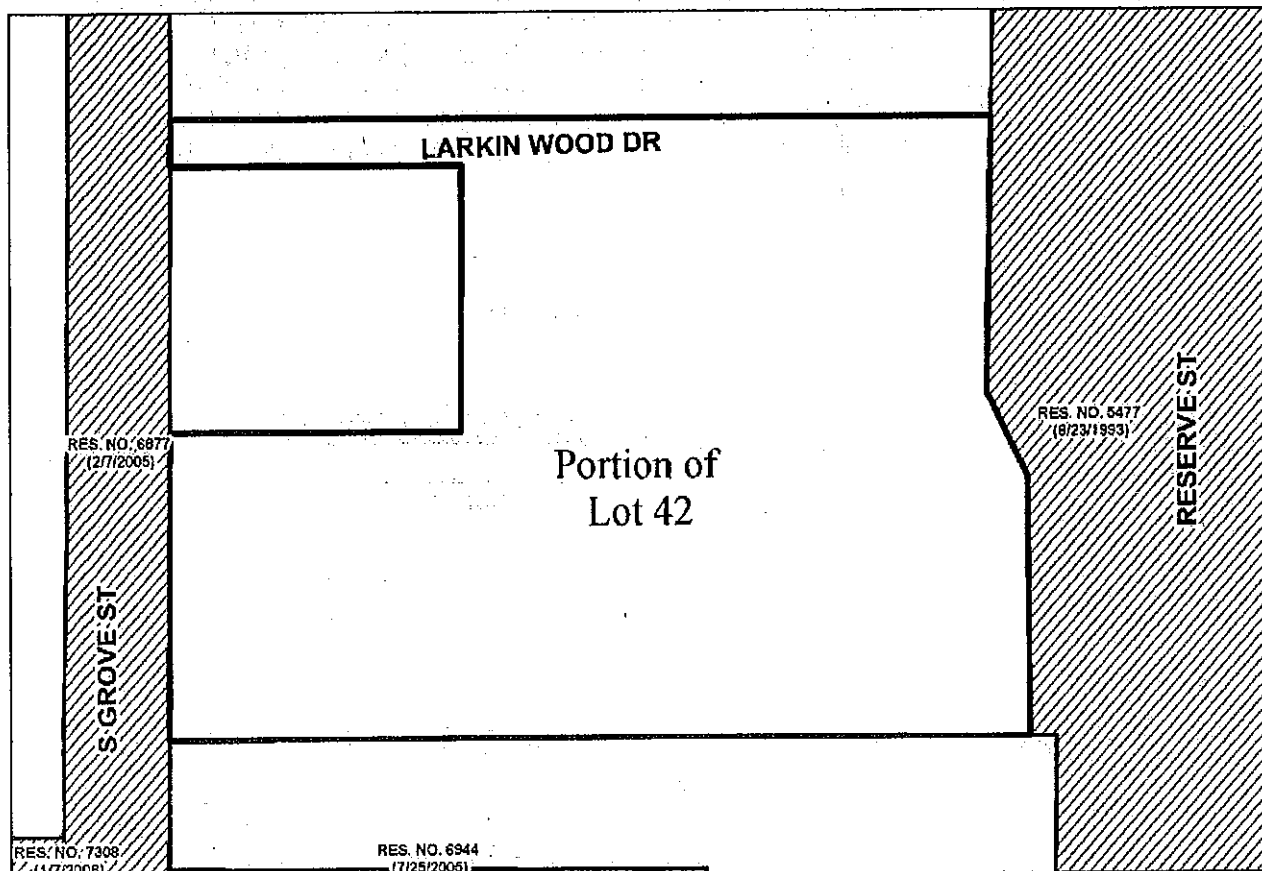 LARKIN WOOD DR
RES. NO. 6877
(2/7/2005)
Portion of
Lot 42
RES. NO. 5477
(8/23/1993)
RESERVE ST
S GROVE ST
RES. NO. 7308
RES. NO. 6944
(7/25/2005)